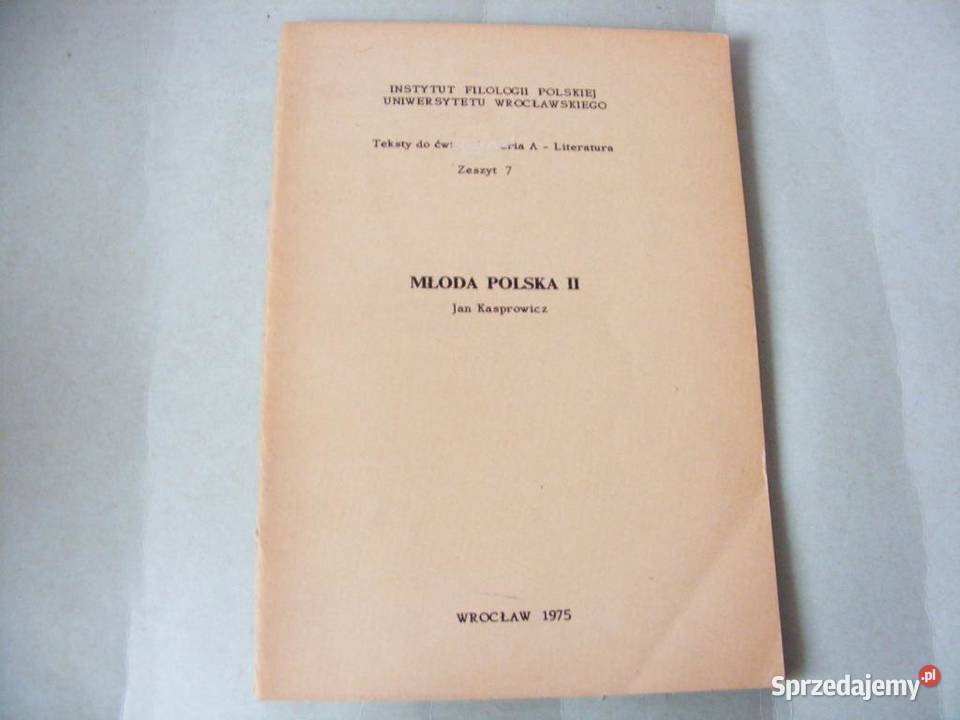 INSTYTUT FILOLOGII POLSKIEJ
UNIWERSYTETU WROCŁAWSKIEGO
Teksty do A - Literatura
Zeszyt 7
MŁODA POLSKA II
Jan Kasprowicz
WROCŁAW 1975
Sprzedajemy.pl